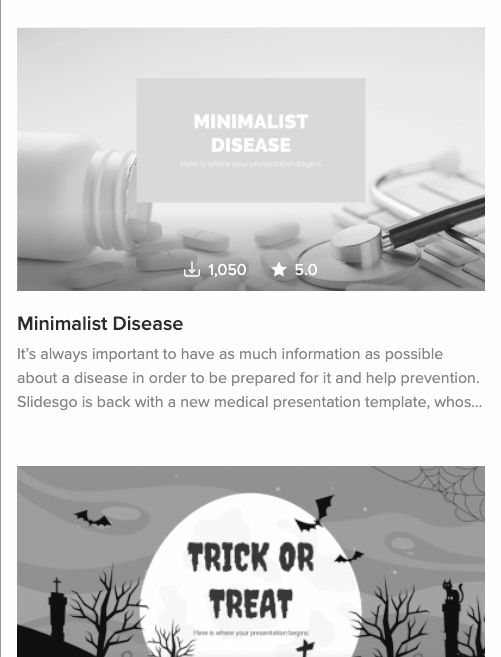 MINIMALIST
DISEASE
Here is where your presentation begins
1,050 5.0
Minimalist Disease
It's always important to have as much information as possible
about a disease in order to be prepared for it and help prevention.
Slidesgo is back with a new medical presentation template, whos...
TRICK OR
TREAT
Here is where your presentation begins